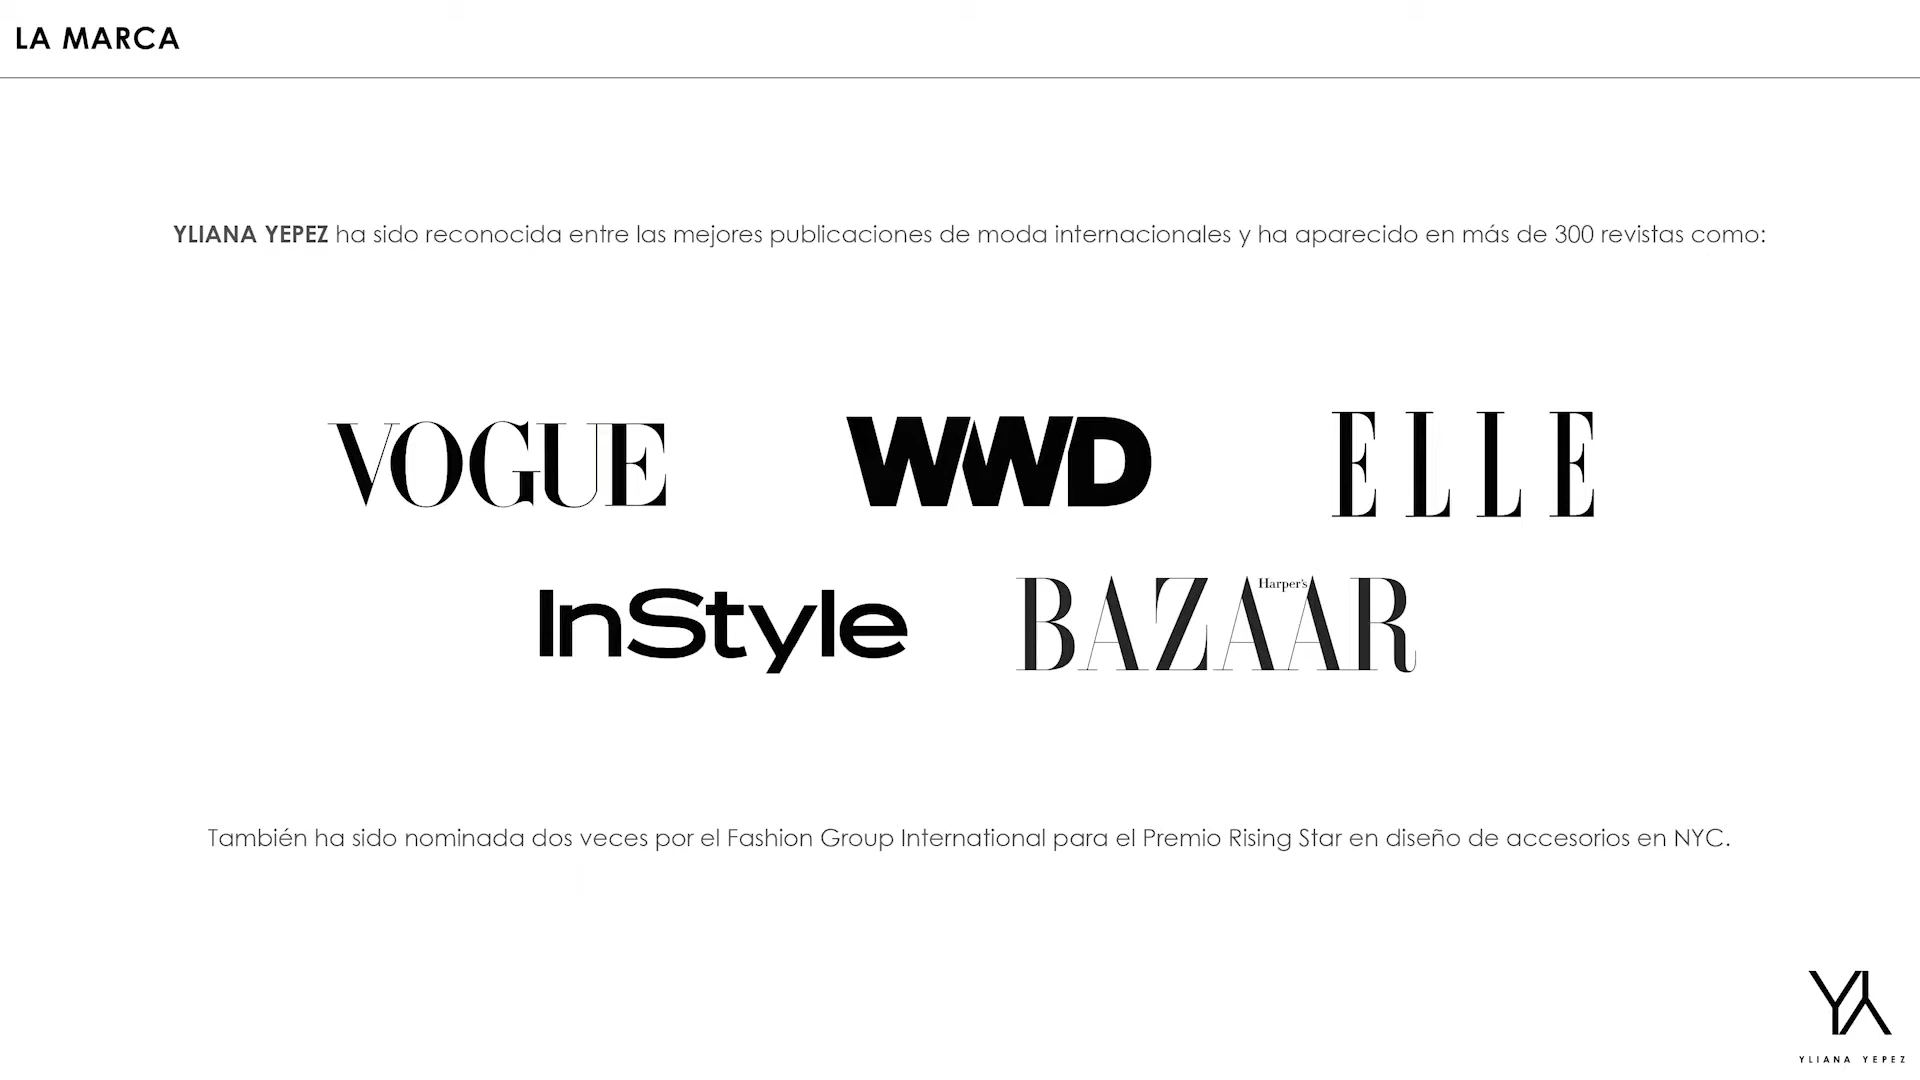 LA MARCA
YLIANA YEPEZ ha sido reconocida entre las mejores publicaciones de moda internacionales y ha aparecido en más de 300 revistas como:
VOGUE
WWD
ELLE
InStyle
Harper's
BAZAAR
También ha sido nominada dos veces por el Fashion Group International para el Premio Rising Star en diseño de accesorios en NYC.
YY
YLIANA YEPEZ